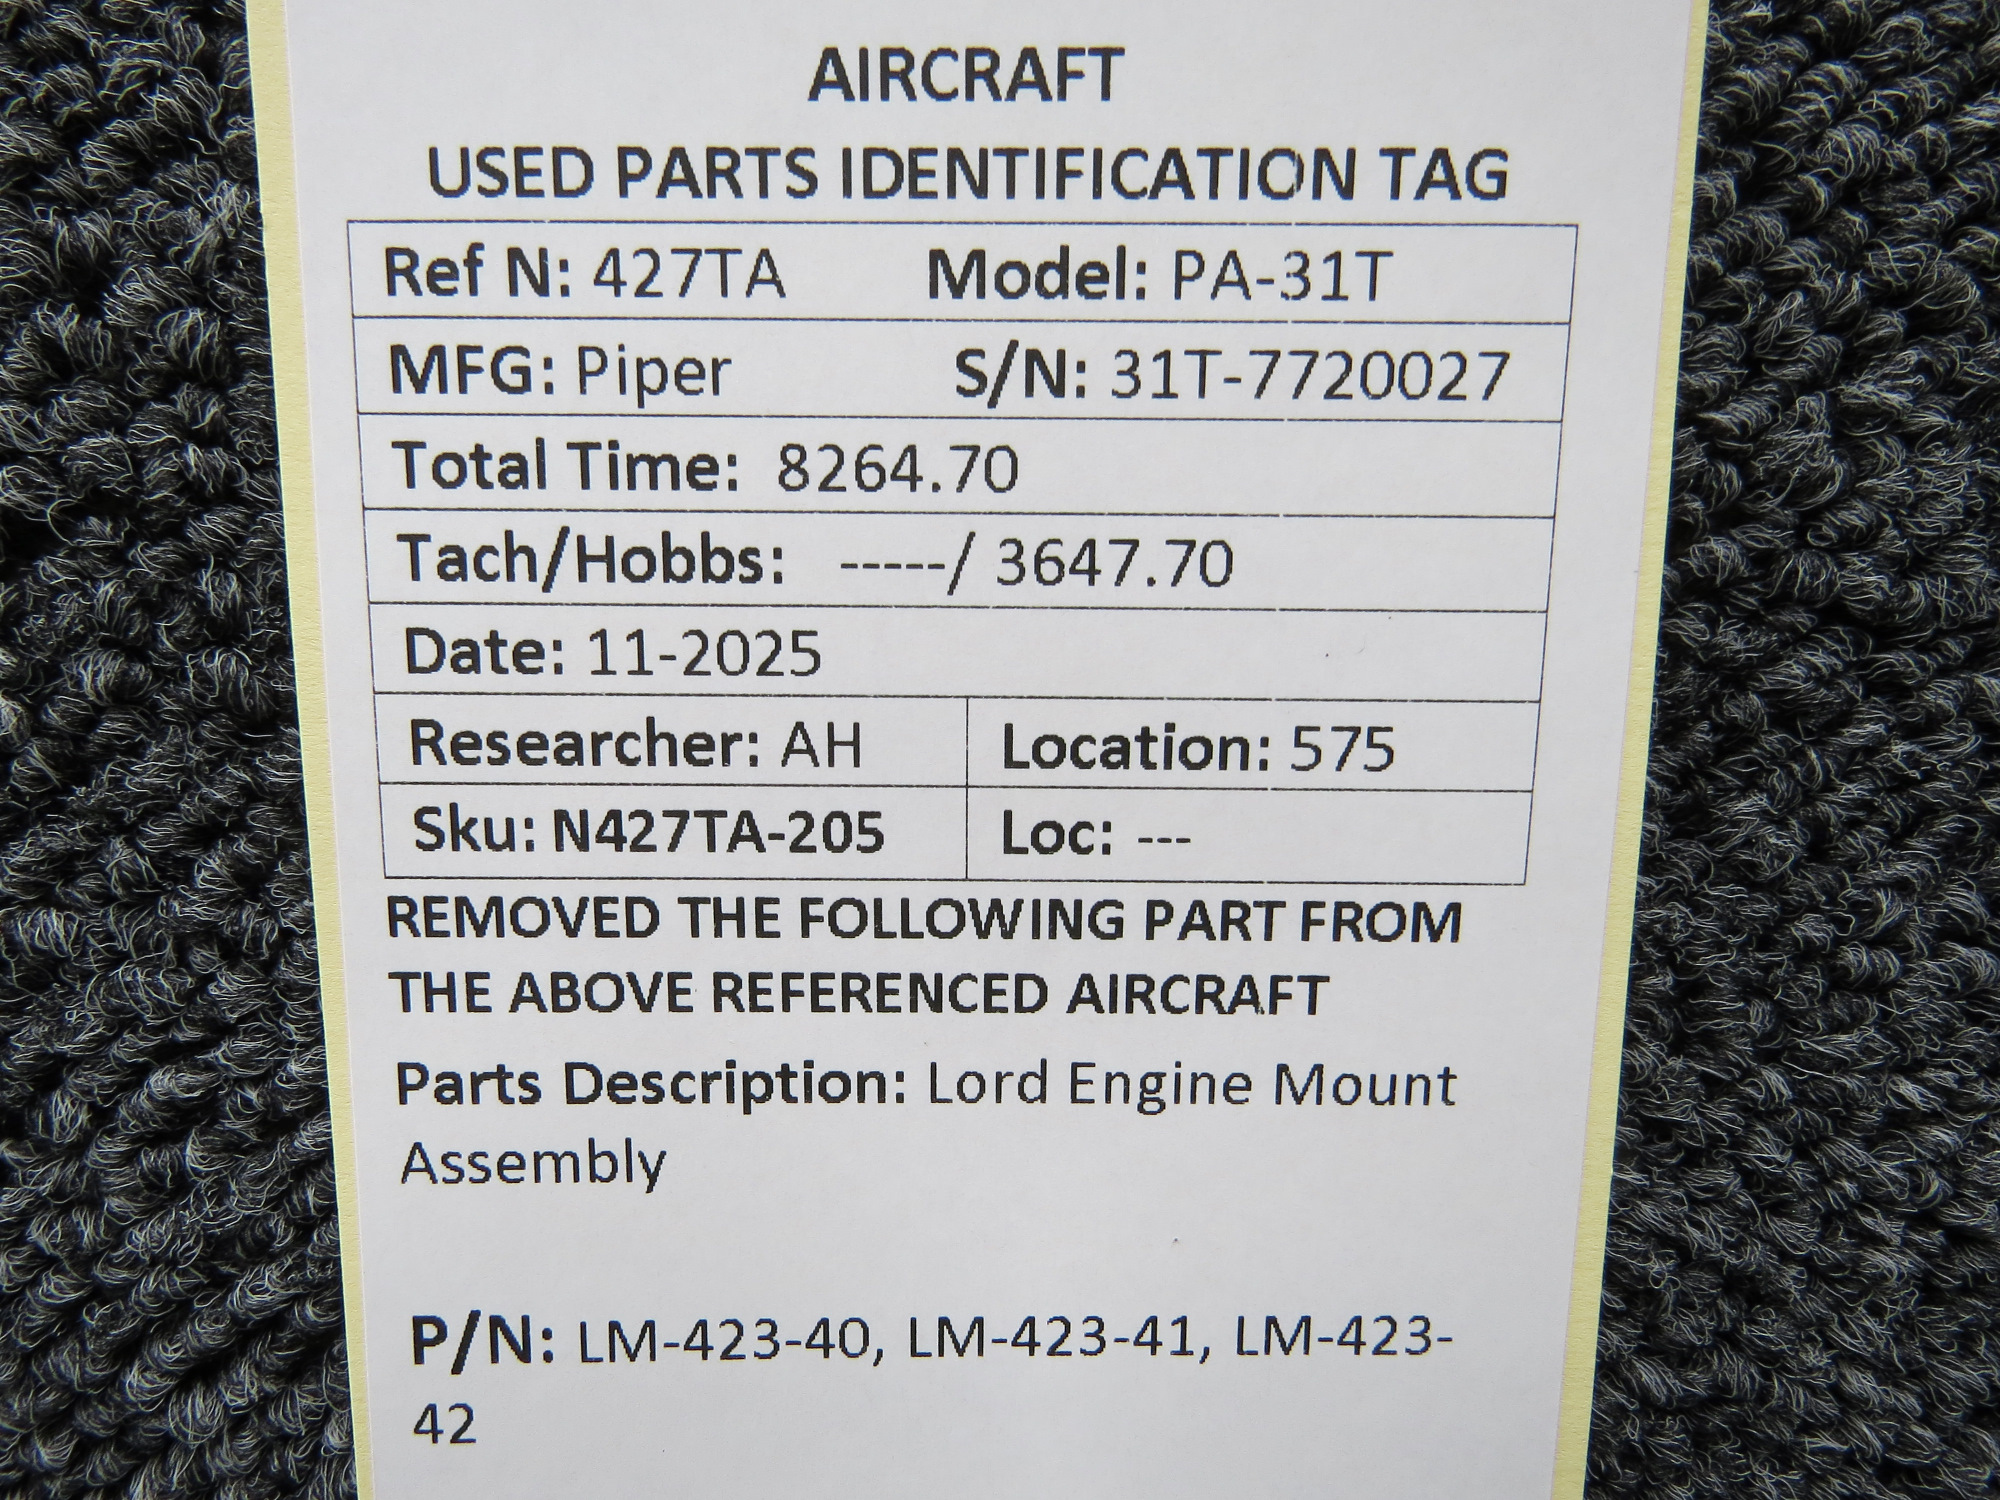 AIRCRAFT
USED PARTS IDENTIFICATION TAG
Ref N: 427TA Model: PA-31T
MFG: Piper S/N: 31T-7720027
Total Time: 8264.70
Tach/Hobbs: -----/ 3647.70
Date: 11-2025
Researcher: AH Location: 575
Sku: N427TA-205 Loc: ---
REMOVED THE FOLLOWING PART FROM
THE ABOVE REFERENCED AIRCRAFT
Parts Description: Lord Engine Mount
Assembly
P/N: LM-423-40, LM-423-41, LM-423-
42